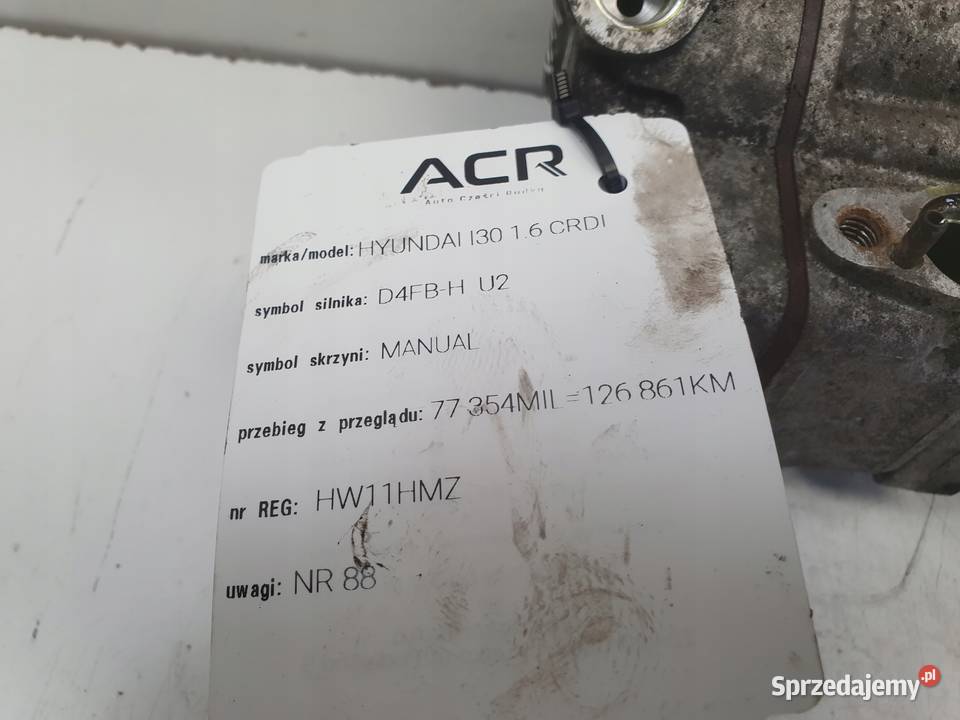 ACR
Auto Części Radom
marka/model: HYUNDAI I30 1.6 CRDI
symbol silnika: D4FB-H U2
symbol skrzyni: MANUAL
przebieg z przeglądu: 77 354MIL=126 861KM
nr REG: HW11HMZ
uwagi: NR 88
Sprzedajemy.pl